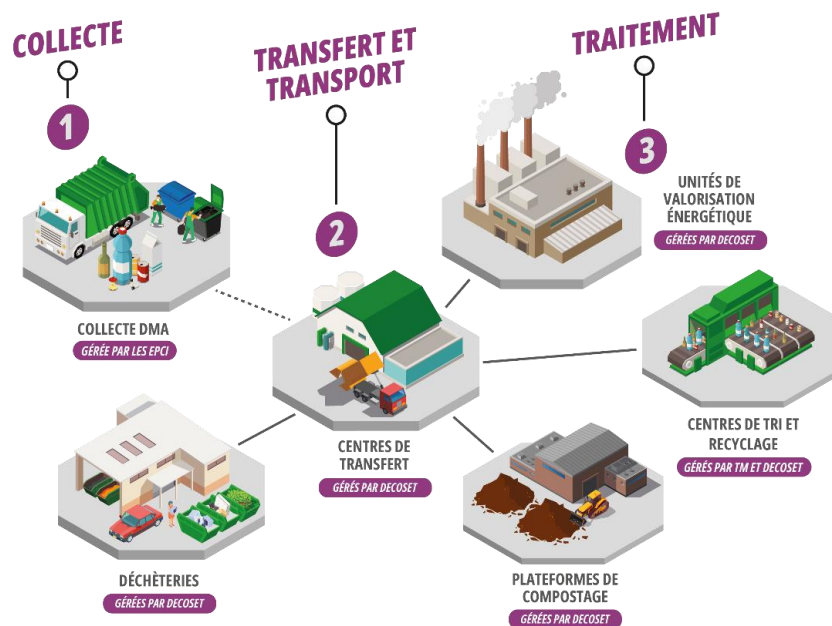 COLLECTE
1
COLLECTE DMA
GÉRÉE PAR LES EPCI
DÉCHÈTERIES
GÉRÉES PAR DECOSET
TRANSFERT ET
TRANSPORT
2
CENTRES DE
TRANSFERT
GÉRÉS PAR DECOSET
TRAITEMENT
3
UNITÉS DE
VALORISATION
ÉNERGÉTIQUE
GÉRÉES PAR DECOSET
CENTRES DE TRI ET
RECYCLAGE
GÉRÉS PAR TM ET DECOSET
PLATEFORMES DE
COMPOSTAGE
GÉRÉES PAR DECOSET